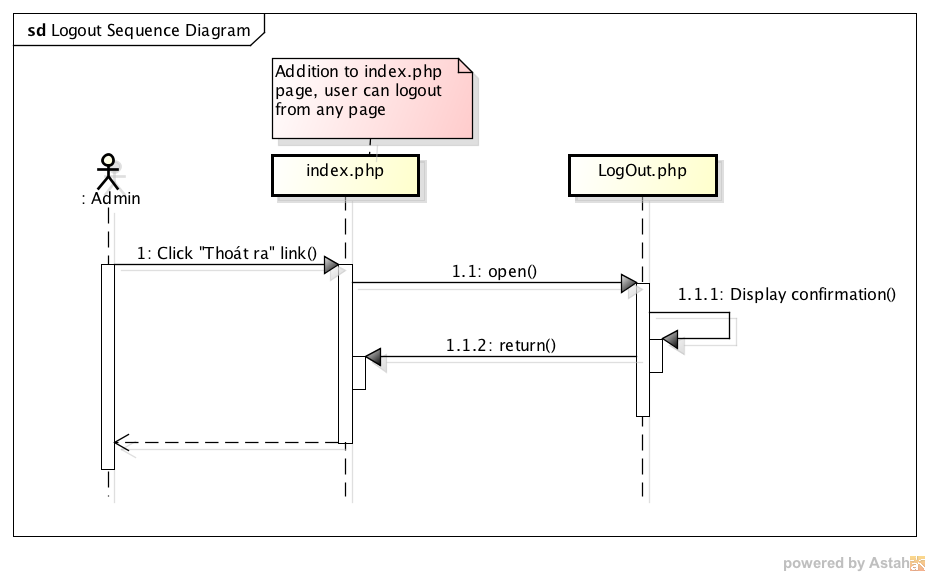 sd Logout Sequence Diagram
Addition to index.php
page, user can logout
from any page
: Admin
index.php
LogOut.php
1: Click "Thoát ra" link()
1.1: open()
1.1.1: Display confirmation()
1.1.2: return()
powered by Astah